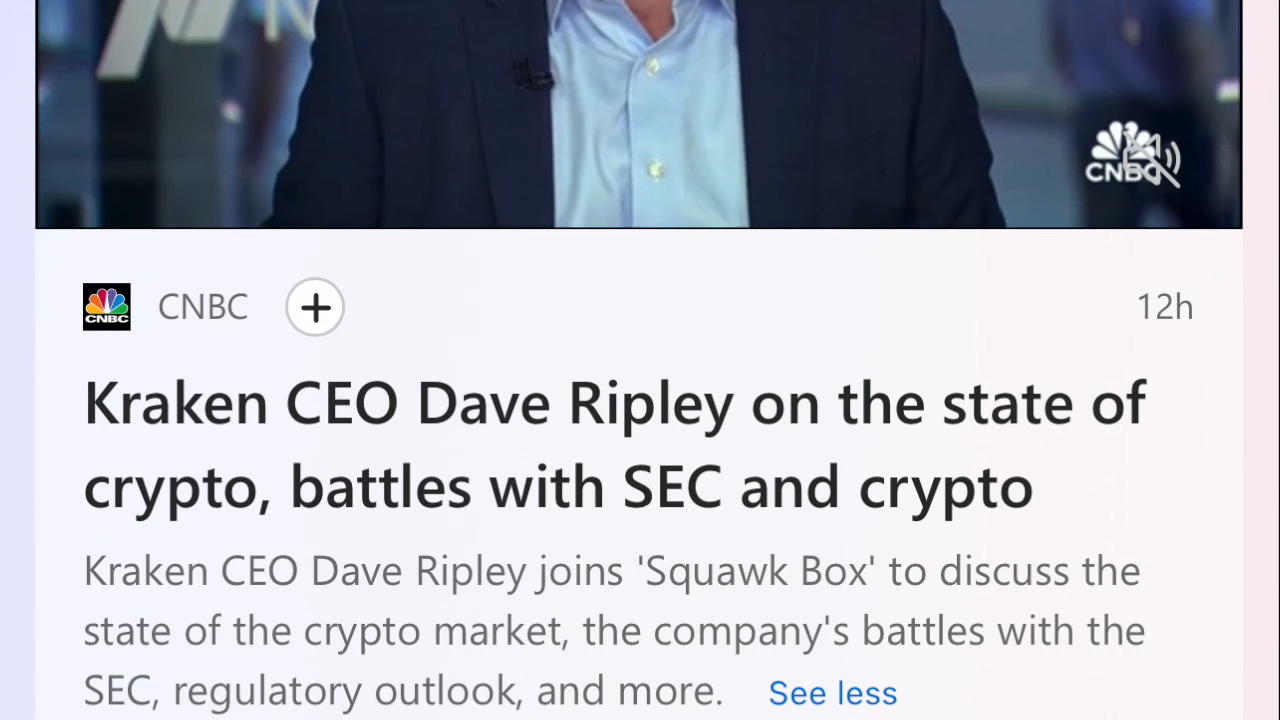 CNBC
CNBC
CNBC
12h
Kraken CEO Dave Ripley on the state of
crypto, battles with SEC and crypto
Kraken CEO Dave Ripley joins 'Squawk Box' to discuss the
state of the crypto market, the company's battles with the
SEC, regulatory outlook, and more. See less